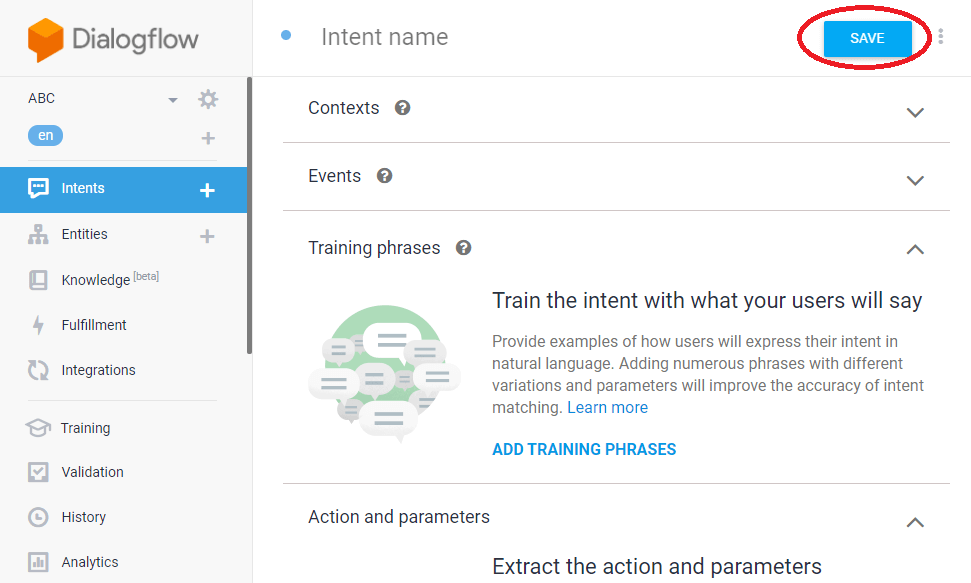 Dialogflow
ABC
en
Intents
Entities
Knowledge [beta]
Fulfillment
Integrations
Training
Validation
History
Analytics
Intent name
SAVE
Contexts
Events
Training phrases
Train the intent with what your users will say
Provide examples of how users will express their intent in
natural language. Adding numerous phrases with different
variations and parameters will improve the accuracy of intent
matching. Learn more
ADD TRAINING PHRASES
Action and parameters
Extract the action and parameters